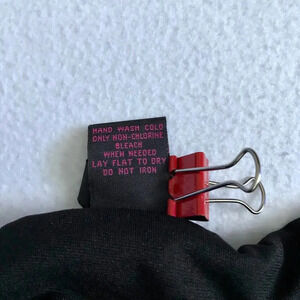 HAND WASH COLD
ONLY NON-CHLORINE
BLEACH
WHEN NEEDED
LAY FLAT TO DRY
DO NOT IRON